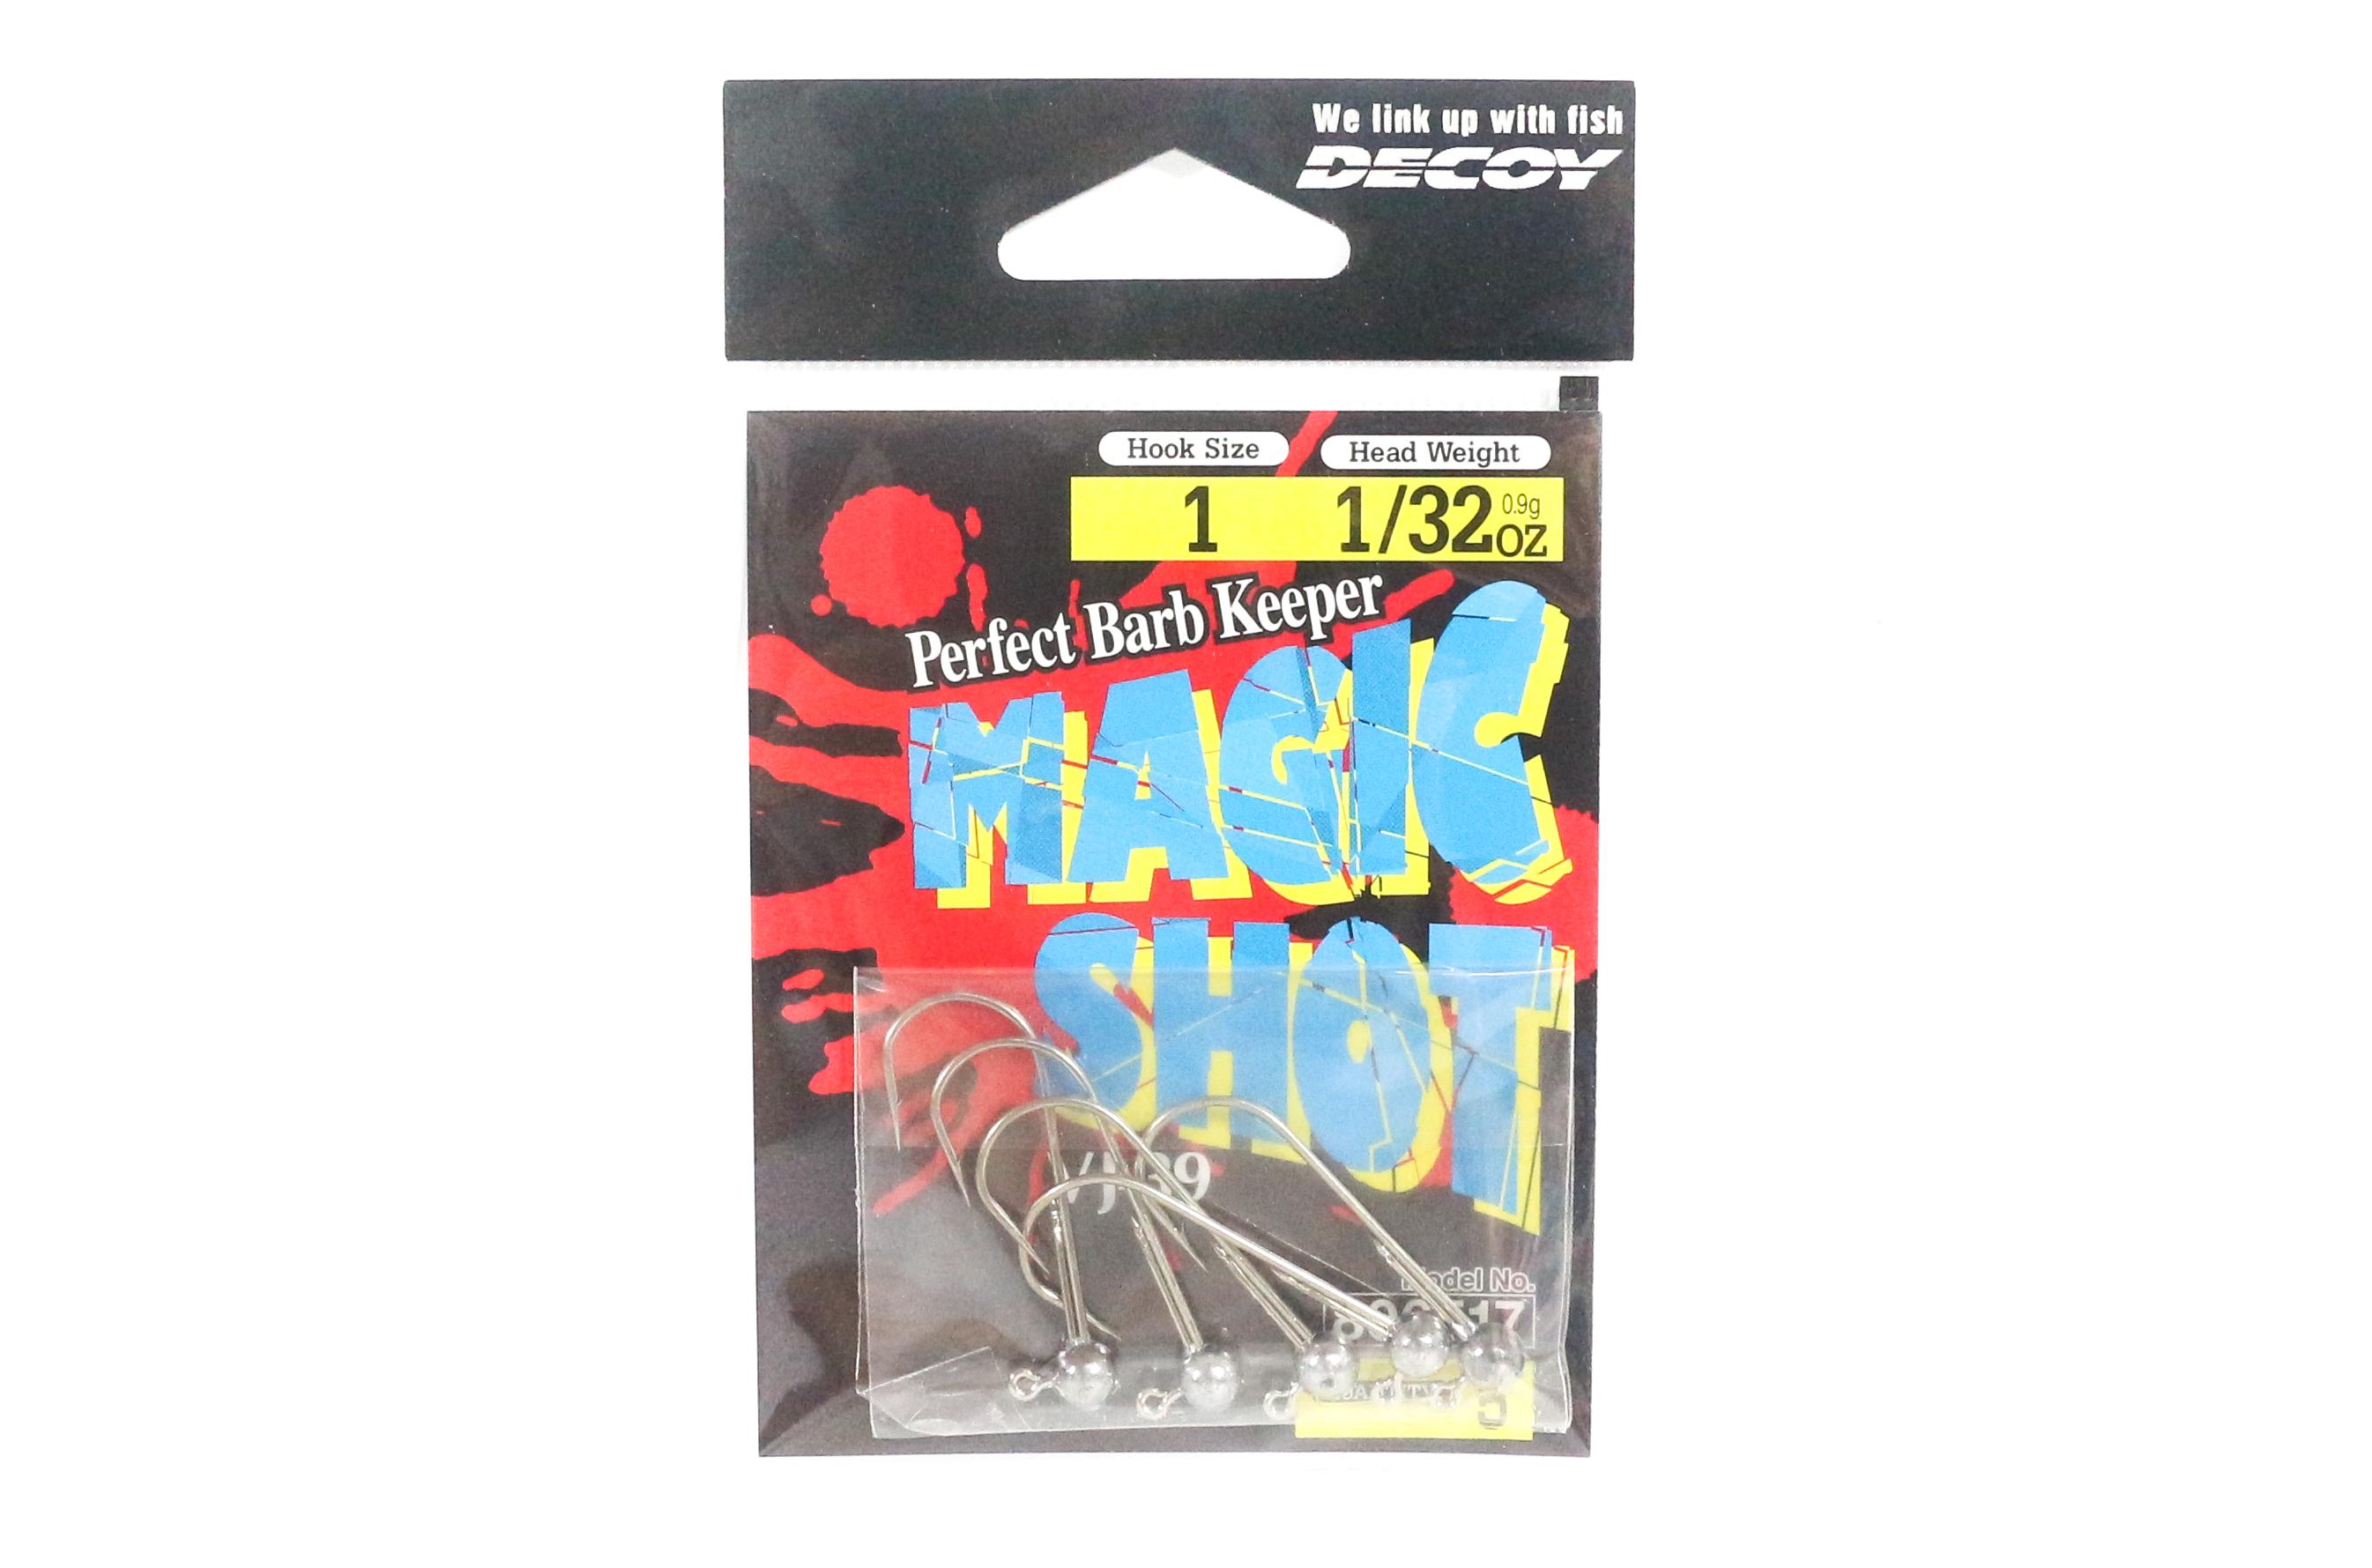 We link up with fish
DECOY
Hook Size
Head Weight
1
1/32 0.9g oz
Perfect Barb Keeper
MAGIC
SHOT
Model No.
5